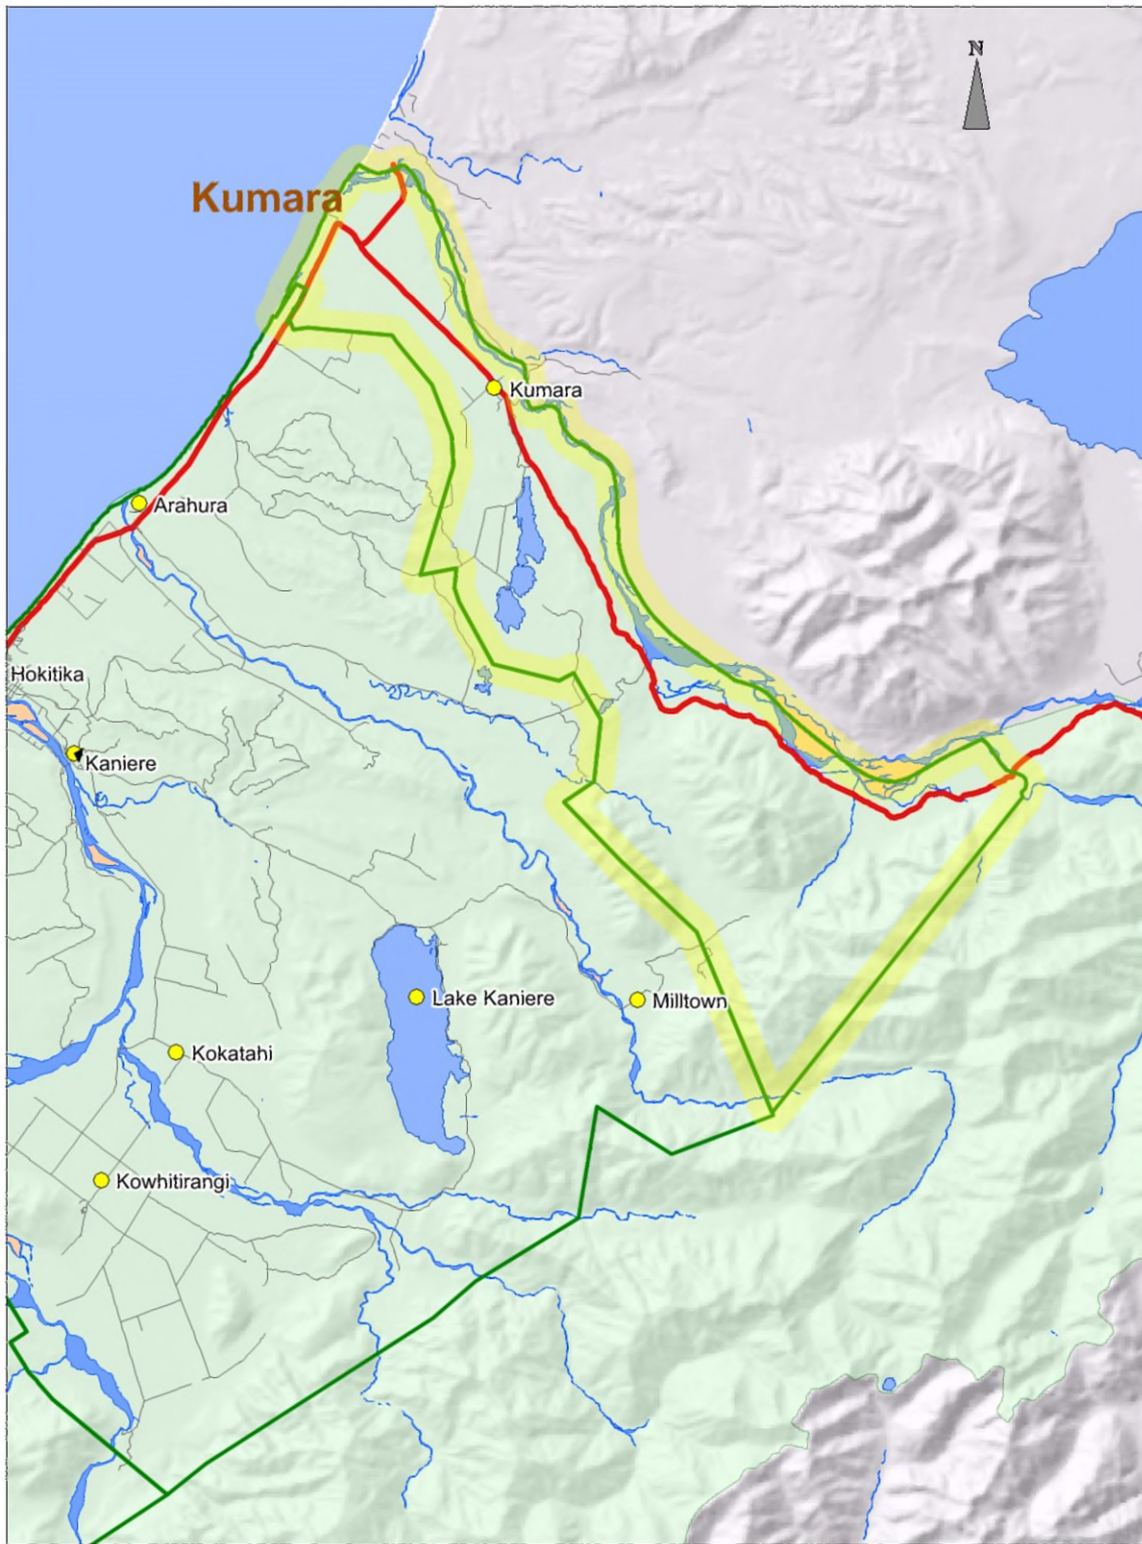 N
Kumara
Kumara
Arahura
Hokitika
Kaniere
Lake Kaniere
Milltown
Kokatahi
Kowhitirangi